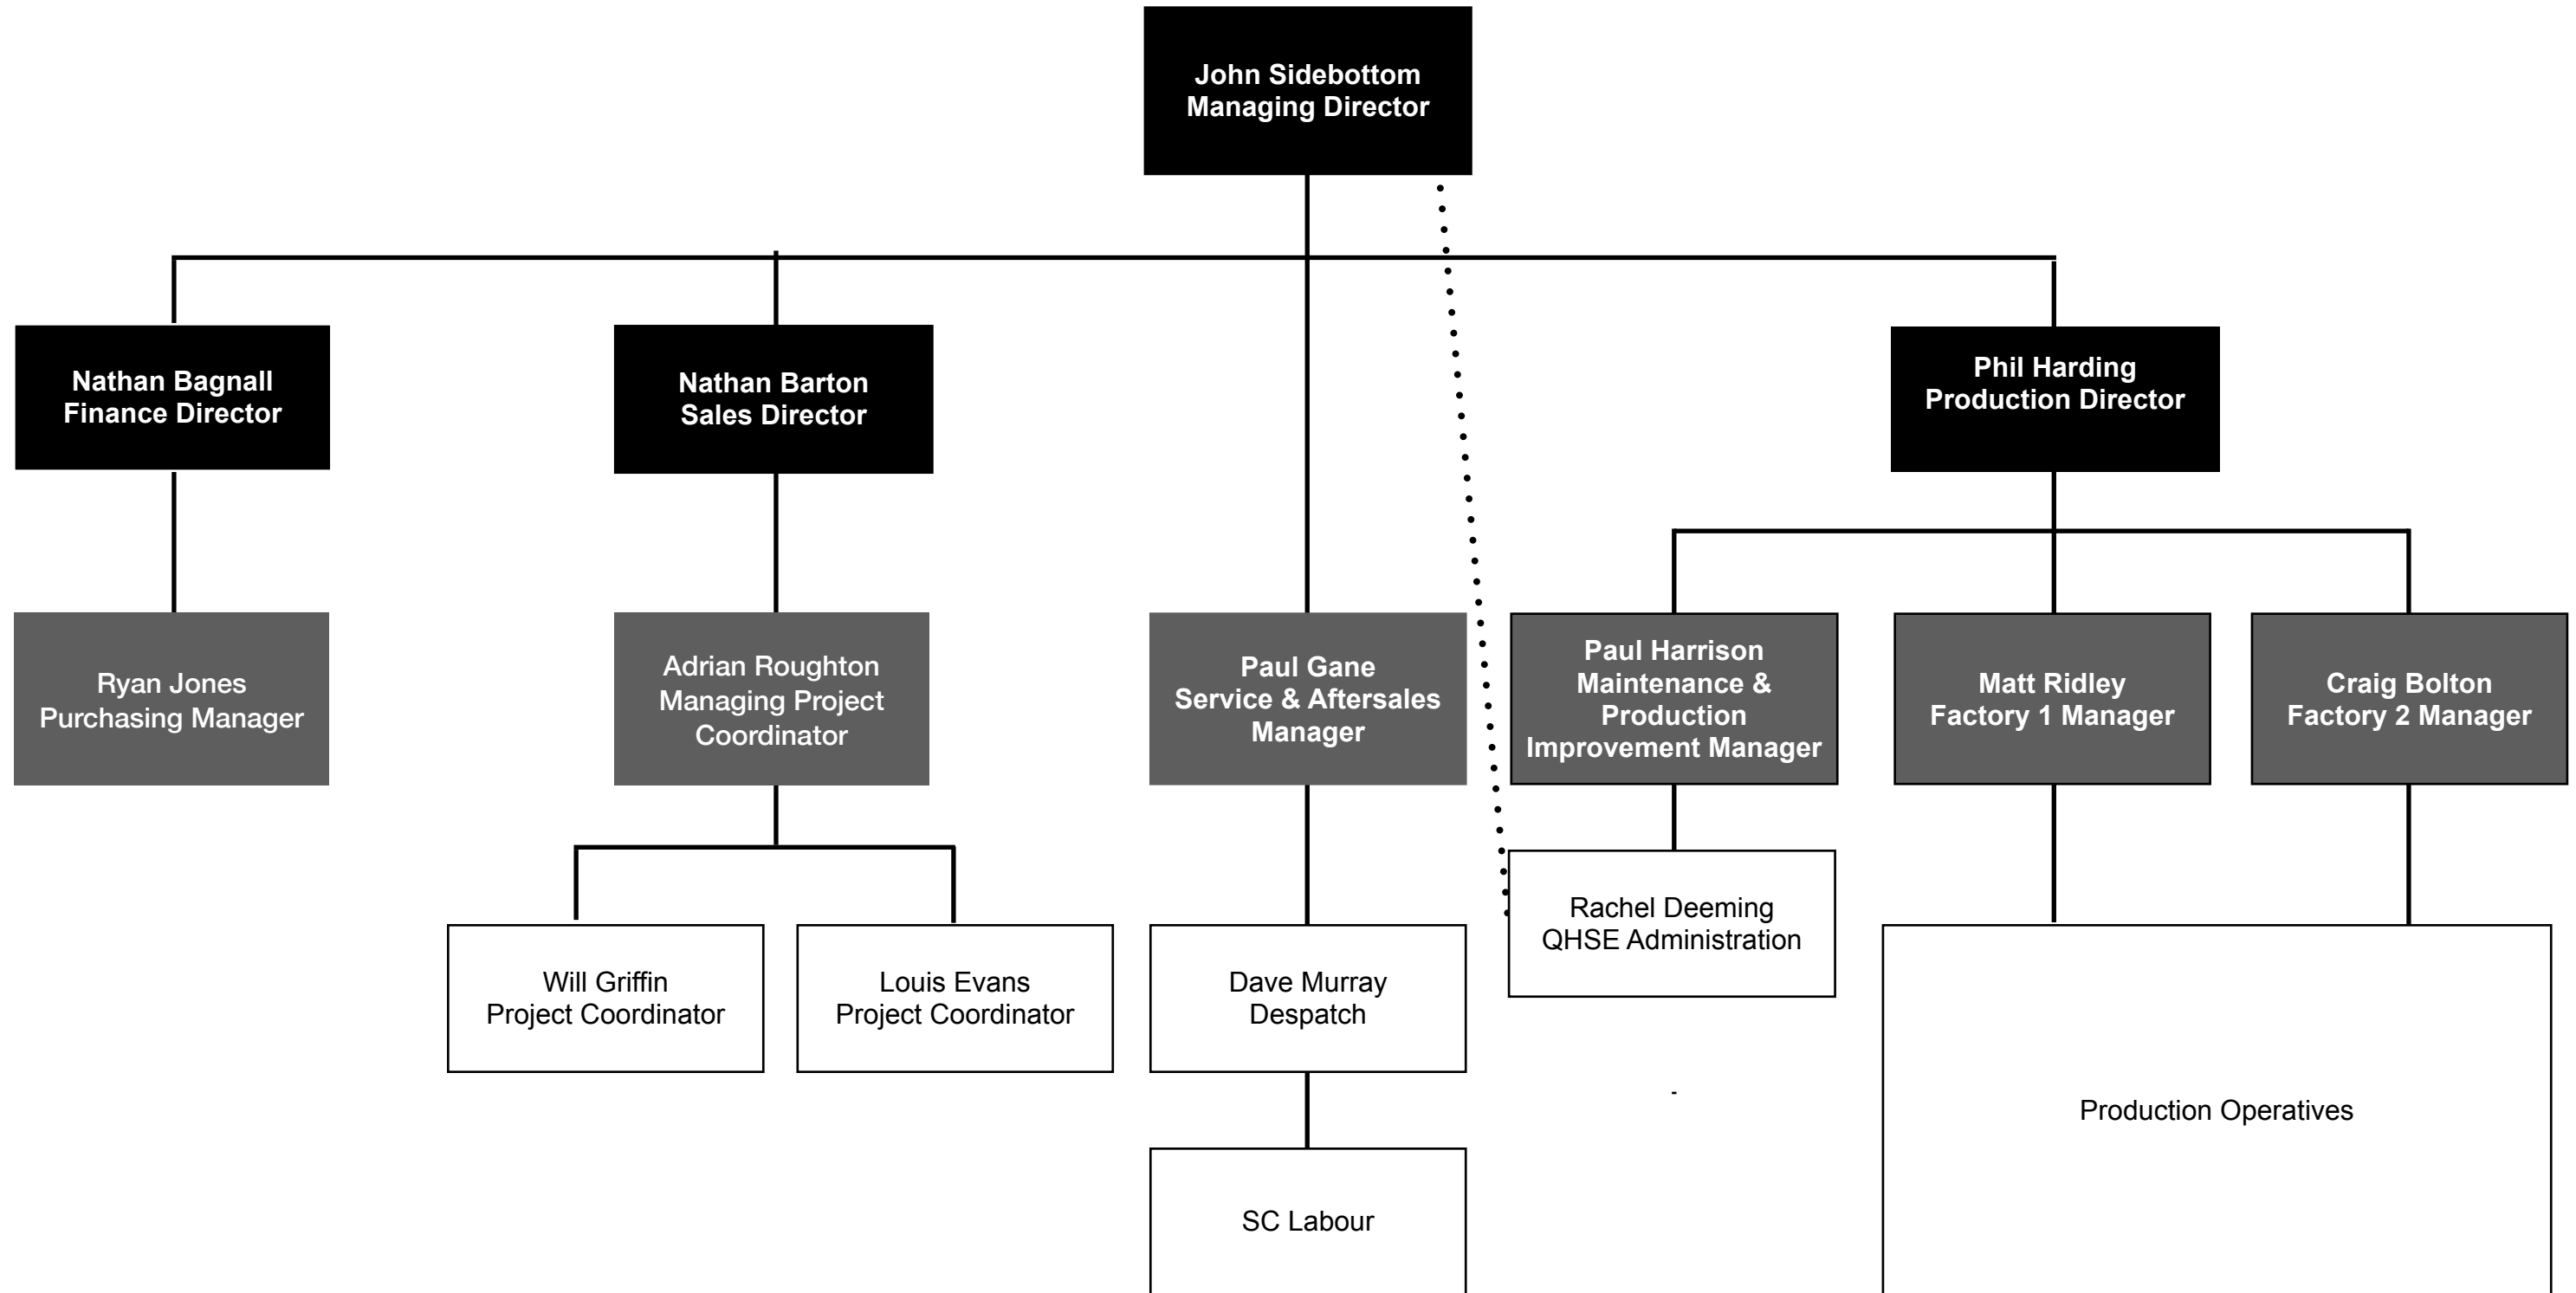 John Sidebottom
Managing Director
Nathan Bagnall
Finance Director
Nathan Barton
Sales Director
Phil Harding
Production Director
Ryan Jones
Purchasing Manager
Adrian Roughton
Managing Project
Coordinator
Paul Gane
Service & Aftersales
Manager
Paul Harrison
Maintenance &
Production
Improvement Manager
Matt Ridley
Factory 1 Manager
Craig Bolton
Factory 2 Manager
Rachel Deeming
QHSE Administration
Will Griffin
Project Coordinator
Louis Evans
Project Coordinator
Dave Murray
Despatch
-
Production Operatives
SC Labour